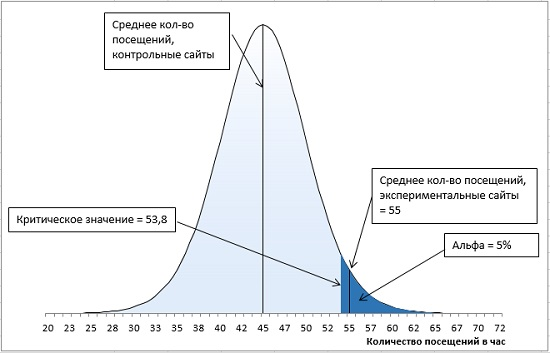 Среднее кол-во
посещений,
контрольные сайты
Среднее кол-во посещений,
экспериментальные сайты
= 55
Критическое значение = 53,8
Альфа = 5%
20 23 25 28 30 33 35 38 40 42 45 47 50 52 55 57 60 62 65 67 70 72
Количество посещений в час